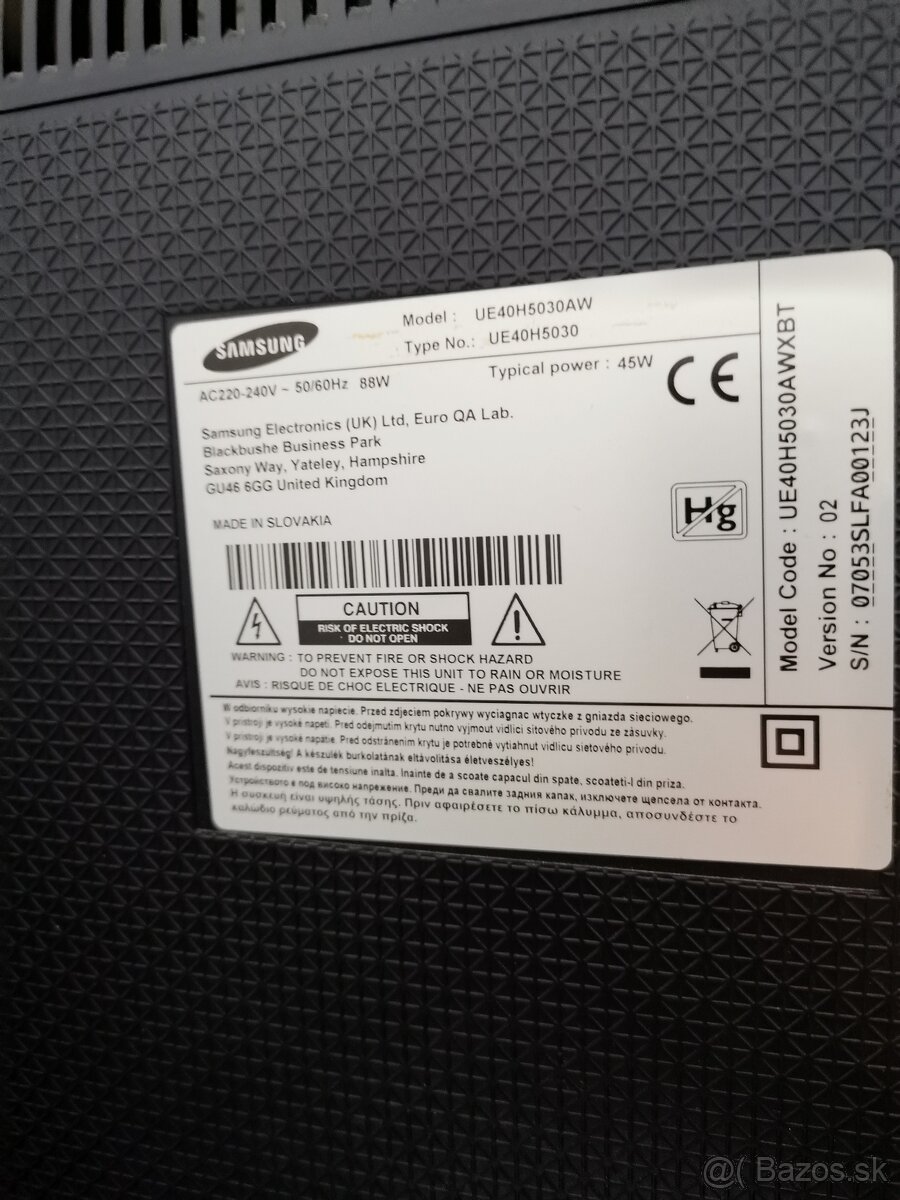 SAMSUNG
Model : UE40H5030AW
Type No.: UE40H5030
AC220-240V ~ 50/60Hz 88W
Typical power : 45W
CE
Samsung Electronics (UK) Ltd, Euro QA Lab.
Blackbushe Business Park
Saxony Way, Yateley, Hampshire
GU46 6GG United Kingdom
MADE IN SLOVAKIA
Hg
CAUTION
RISK OF ELECTRIC SHOCK
DO NOT OPEN
WARNING : TO PREVENT FIRE OR SHOCK HAZARD
DO NOT EXPOSE THIS UNIT TO RAIN OR MOISTURE
AVIS : RISQUE DE CHOC ELECTRIQUE - NE PAS OUVRIR
W odbiorniku wysokie napiecie. Przed zdjeciem pokrywy wyciagnac wtyczke z gniazda sieciowego.
V pristroji je vysoké napeti. Pred odejmutim krytu nutno vyjmout vidlici sitového privodu ze zásuvky.
V pristroji je vysoké napätie. Pred odstránením krytu je potrebné vytiahnut vidlicu sietového privodu.
Nagyfeszultség! A készulék burkolatának eltávolitása életveszélyes!
Acest dispozitiv este de tensiune inalta. Inainte de a scoate capacul din spate, scoateti-l din priza.
Устройството е под високо напрежение. Преди да свалите задния капак, изключете щепсела от контакта.
Η συσκευή είναι υψηλής τάσης. Πριν αφαιρέσετε το πίσω κάλυμμα, αποσυνδέστε το
καλώδιο ρεύματος από την πρίζα.
Model Code : UE40H5030AWXBT
Version No : 02
S/N : 07053SLFA00123J
@( Bazos.sk